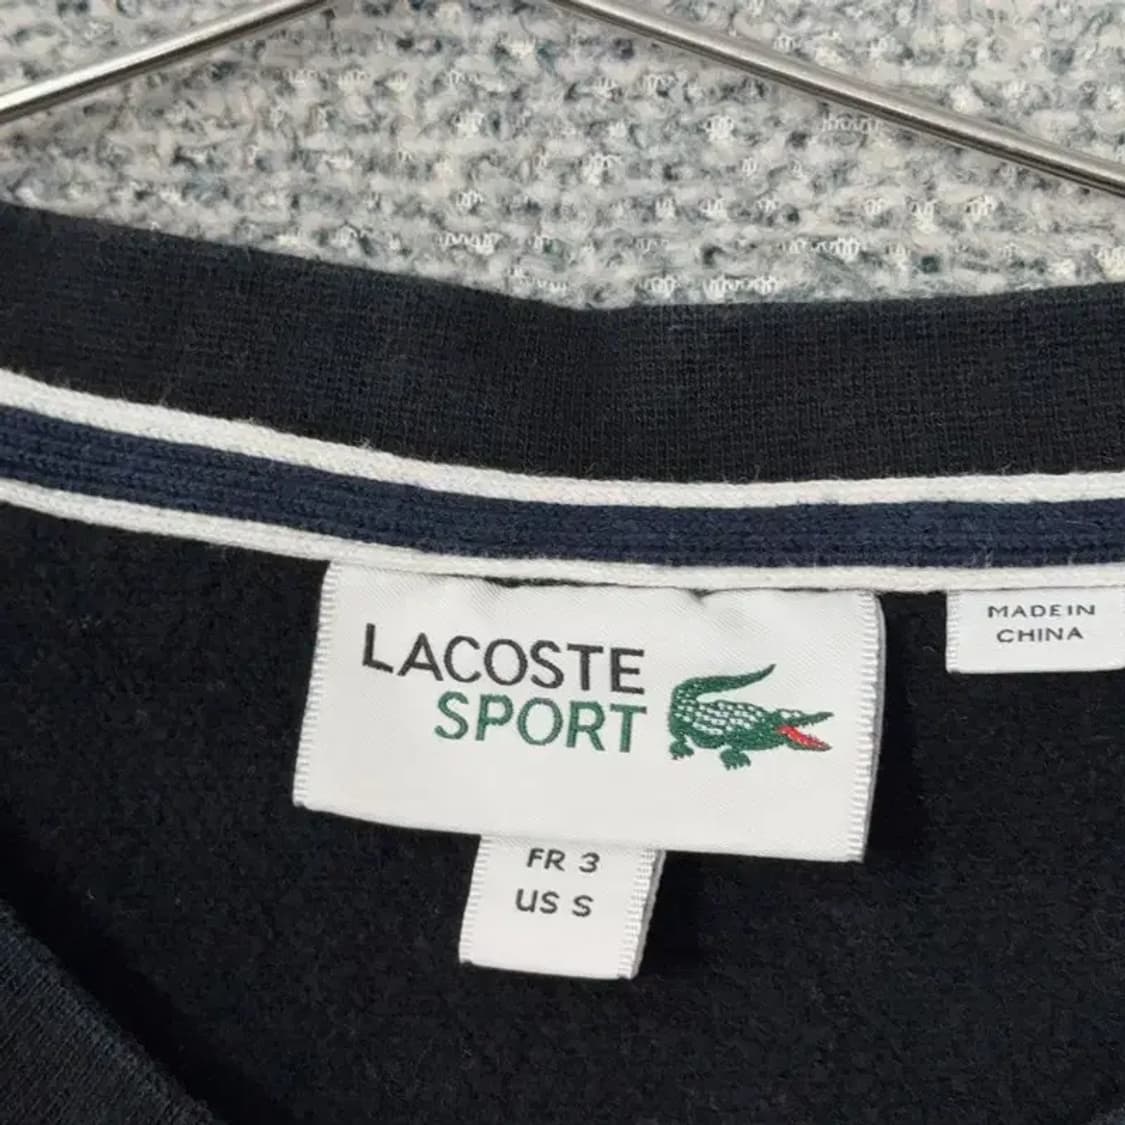 LACOSTE
SPORT
MADE IN
CHINA
FR 3
US S